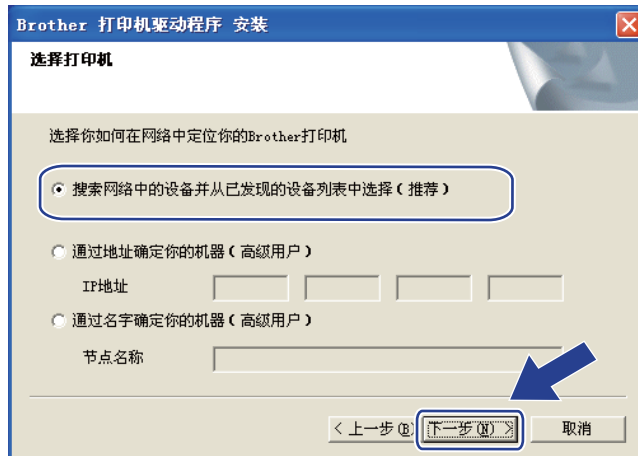 Brother 打印机驱动程序 安装
选择打印机
选择你如何在网络中定位你的Brother打印机
搜索网络中的设备并从已发现的设备列表中选择(推荐)
通过地址确定你的机器(高级用户)
IP地址
通过名字确定你的机器(高级用户)
节点名称
< 上一步(B) 下一步(N) > 取消